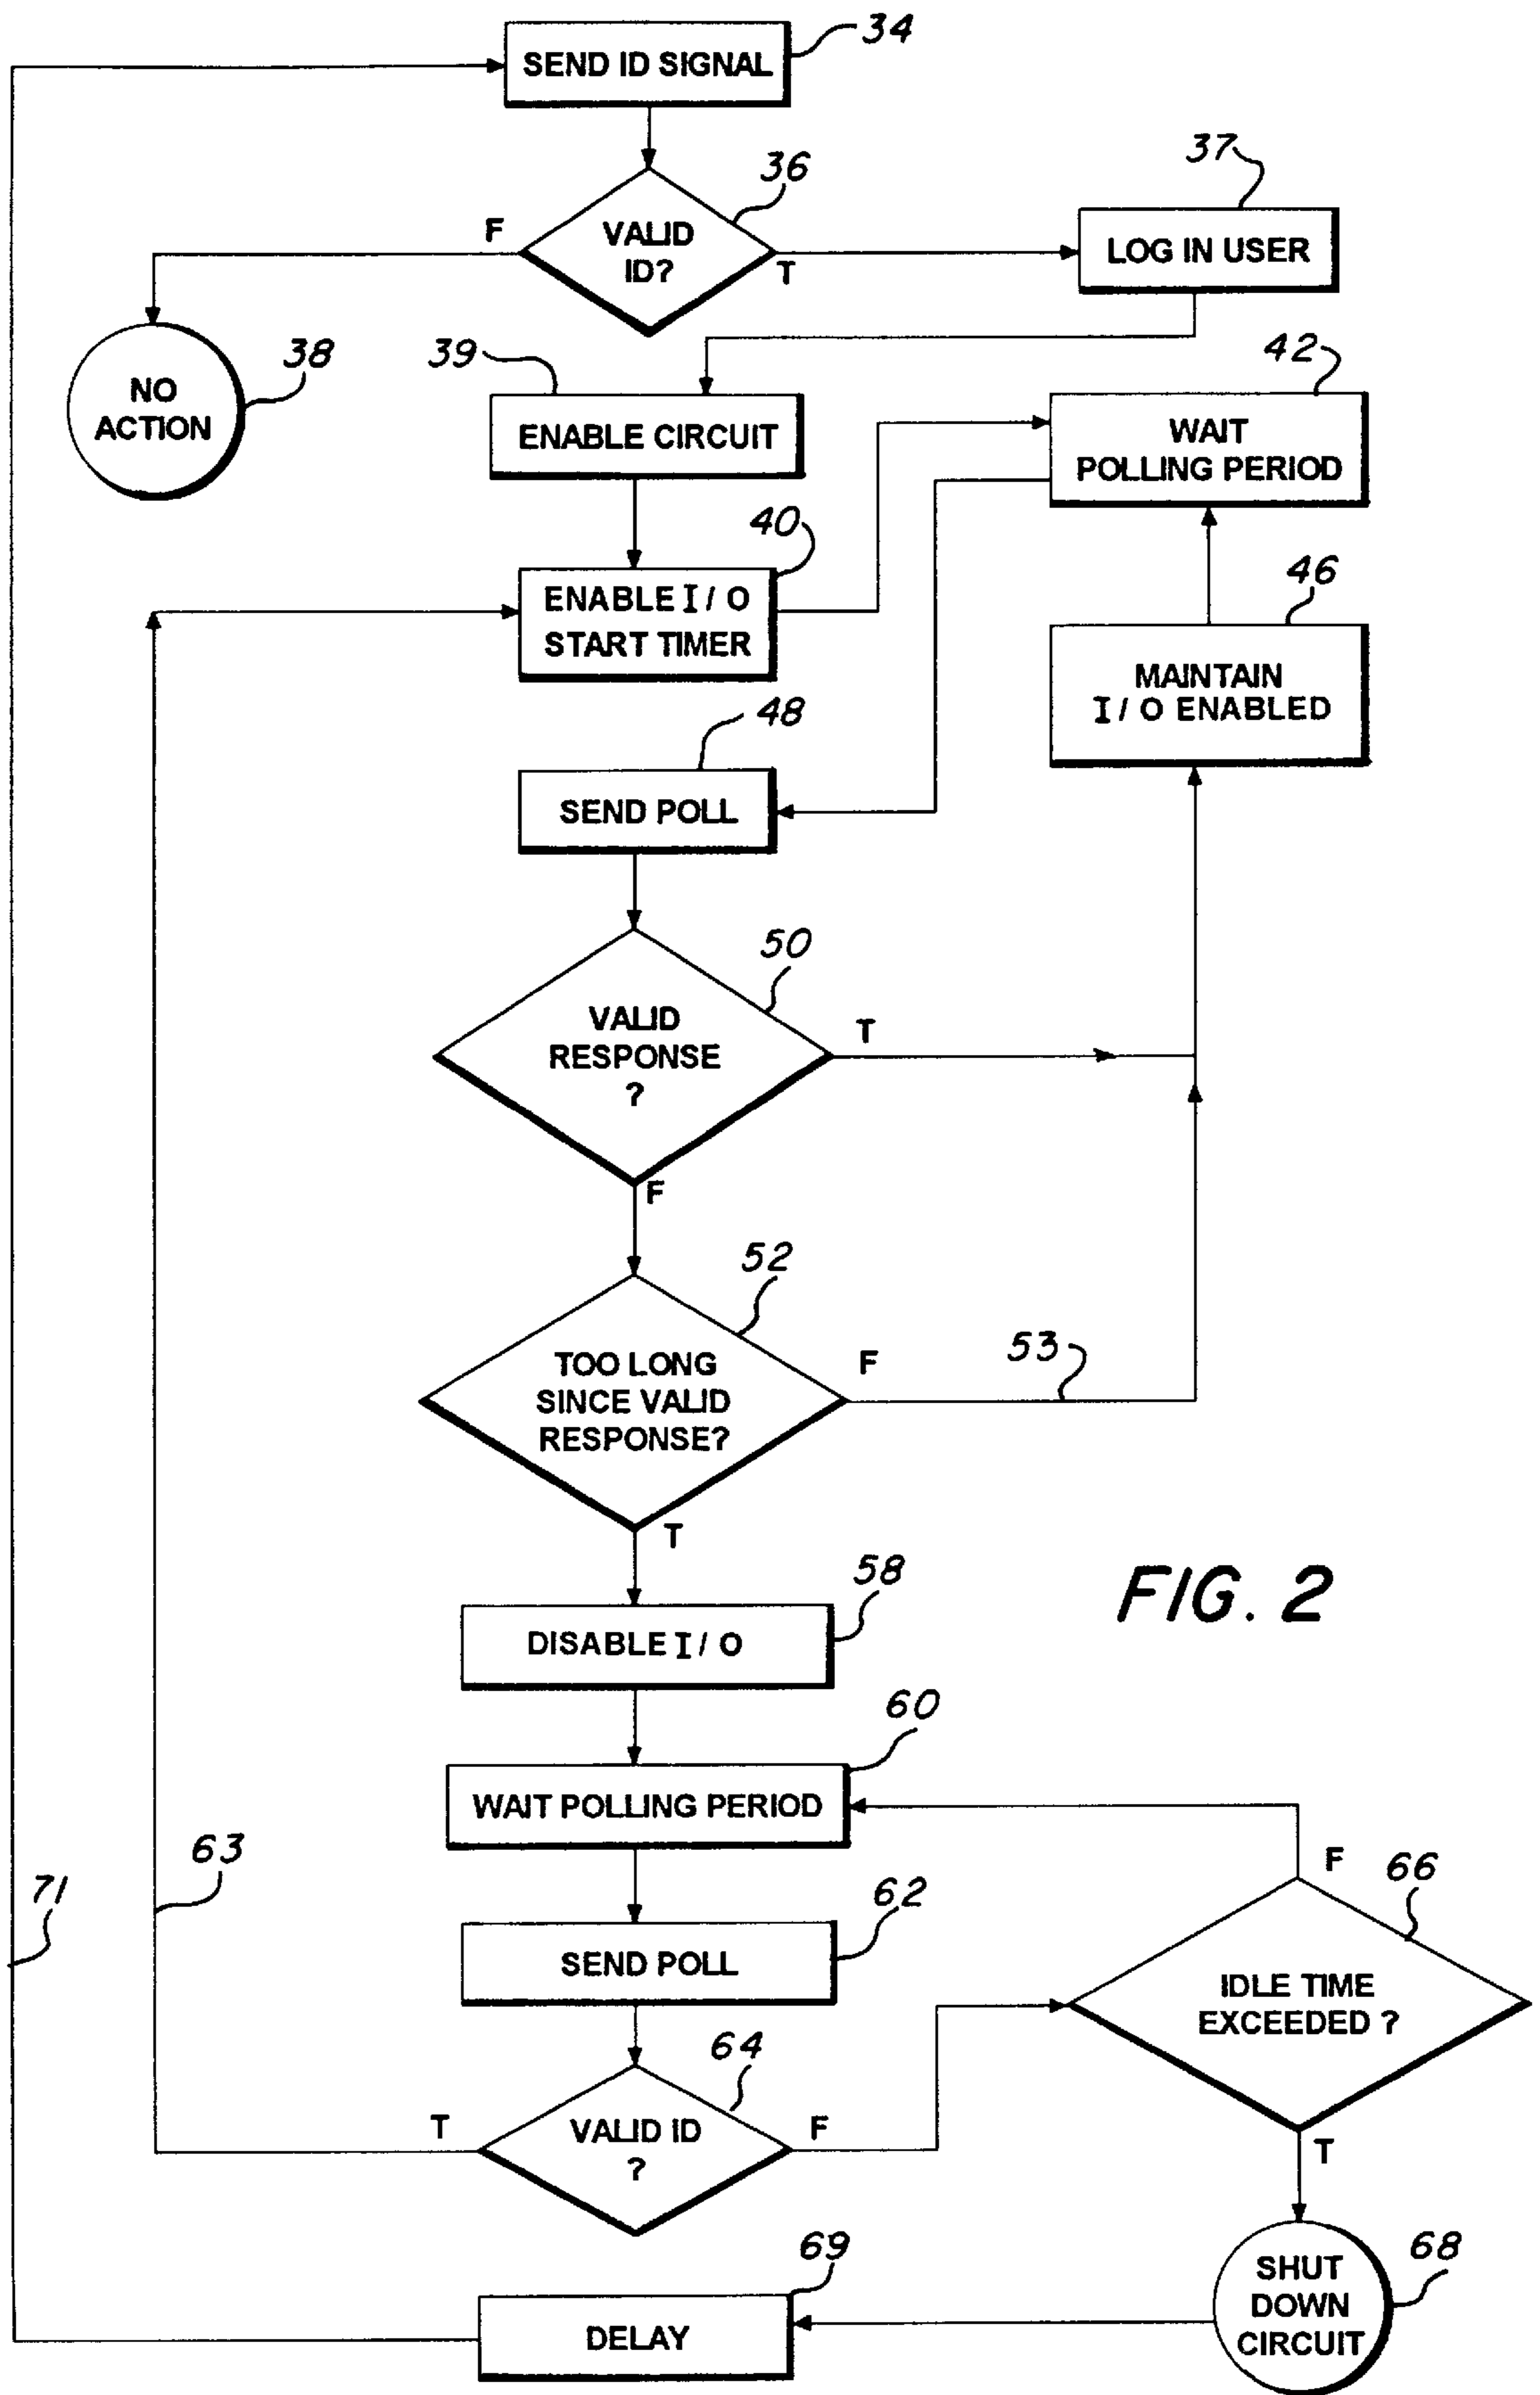 34
SEND ID SIGNAL
36
37
F
VALID
ID?
T
LOG IN USER
38
NO
ACTION
39
ENABLE CIRCUIT
42
WAIT
POLLING PERIOD
40
ENABLE I/O
START TIMER
46
MAINTAIN
I/O ENABLED
48
SEND POLL
50
VALID
RESPONSE
?
T
F
52
TOO LONG
SINCE VALID
RESPONSE?
F
53
T
58
DISABLE I/O
FIG. 2
60
WAIT POLLING PERIOD
63
71
62
SEND POLL
F
66
IDLE TIME
EXCEEDED ?
64
T
VALID ID
?
F
T
69
DELAY
68
SHUT
DOWN
CIRCUIT